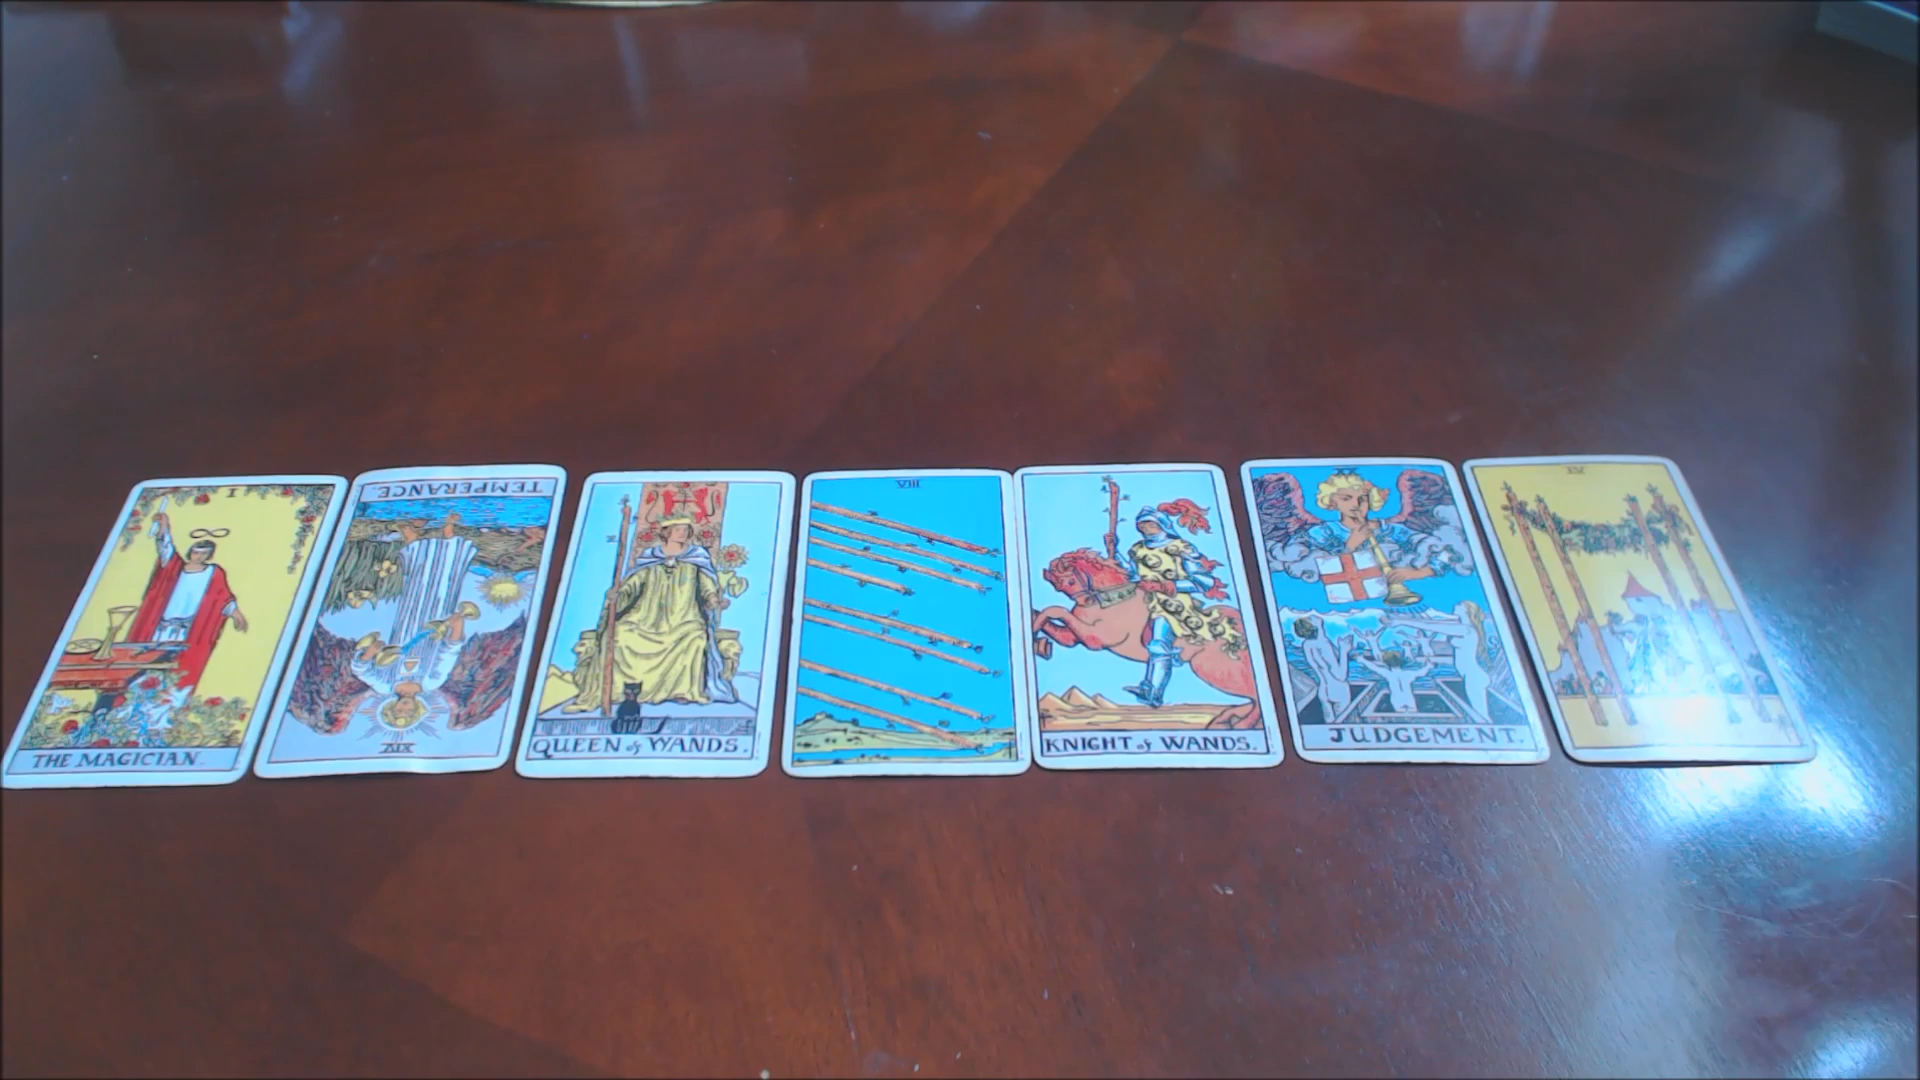 I
THE MAGICIAN.
TEMPERANCE.
XIV
QUEEN of WANDS.
VIII
KNIGHT of WANDS.
XX
JUDGEMENT.
IV